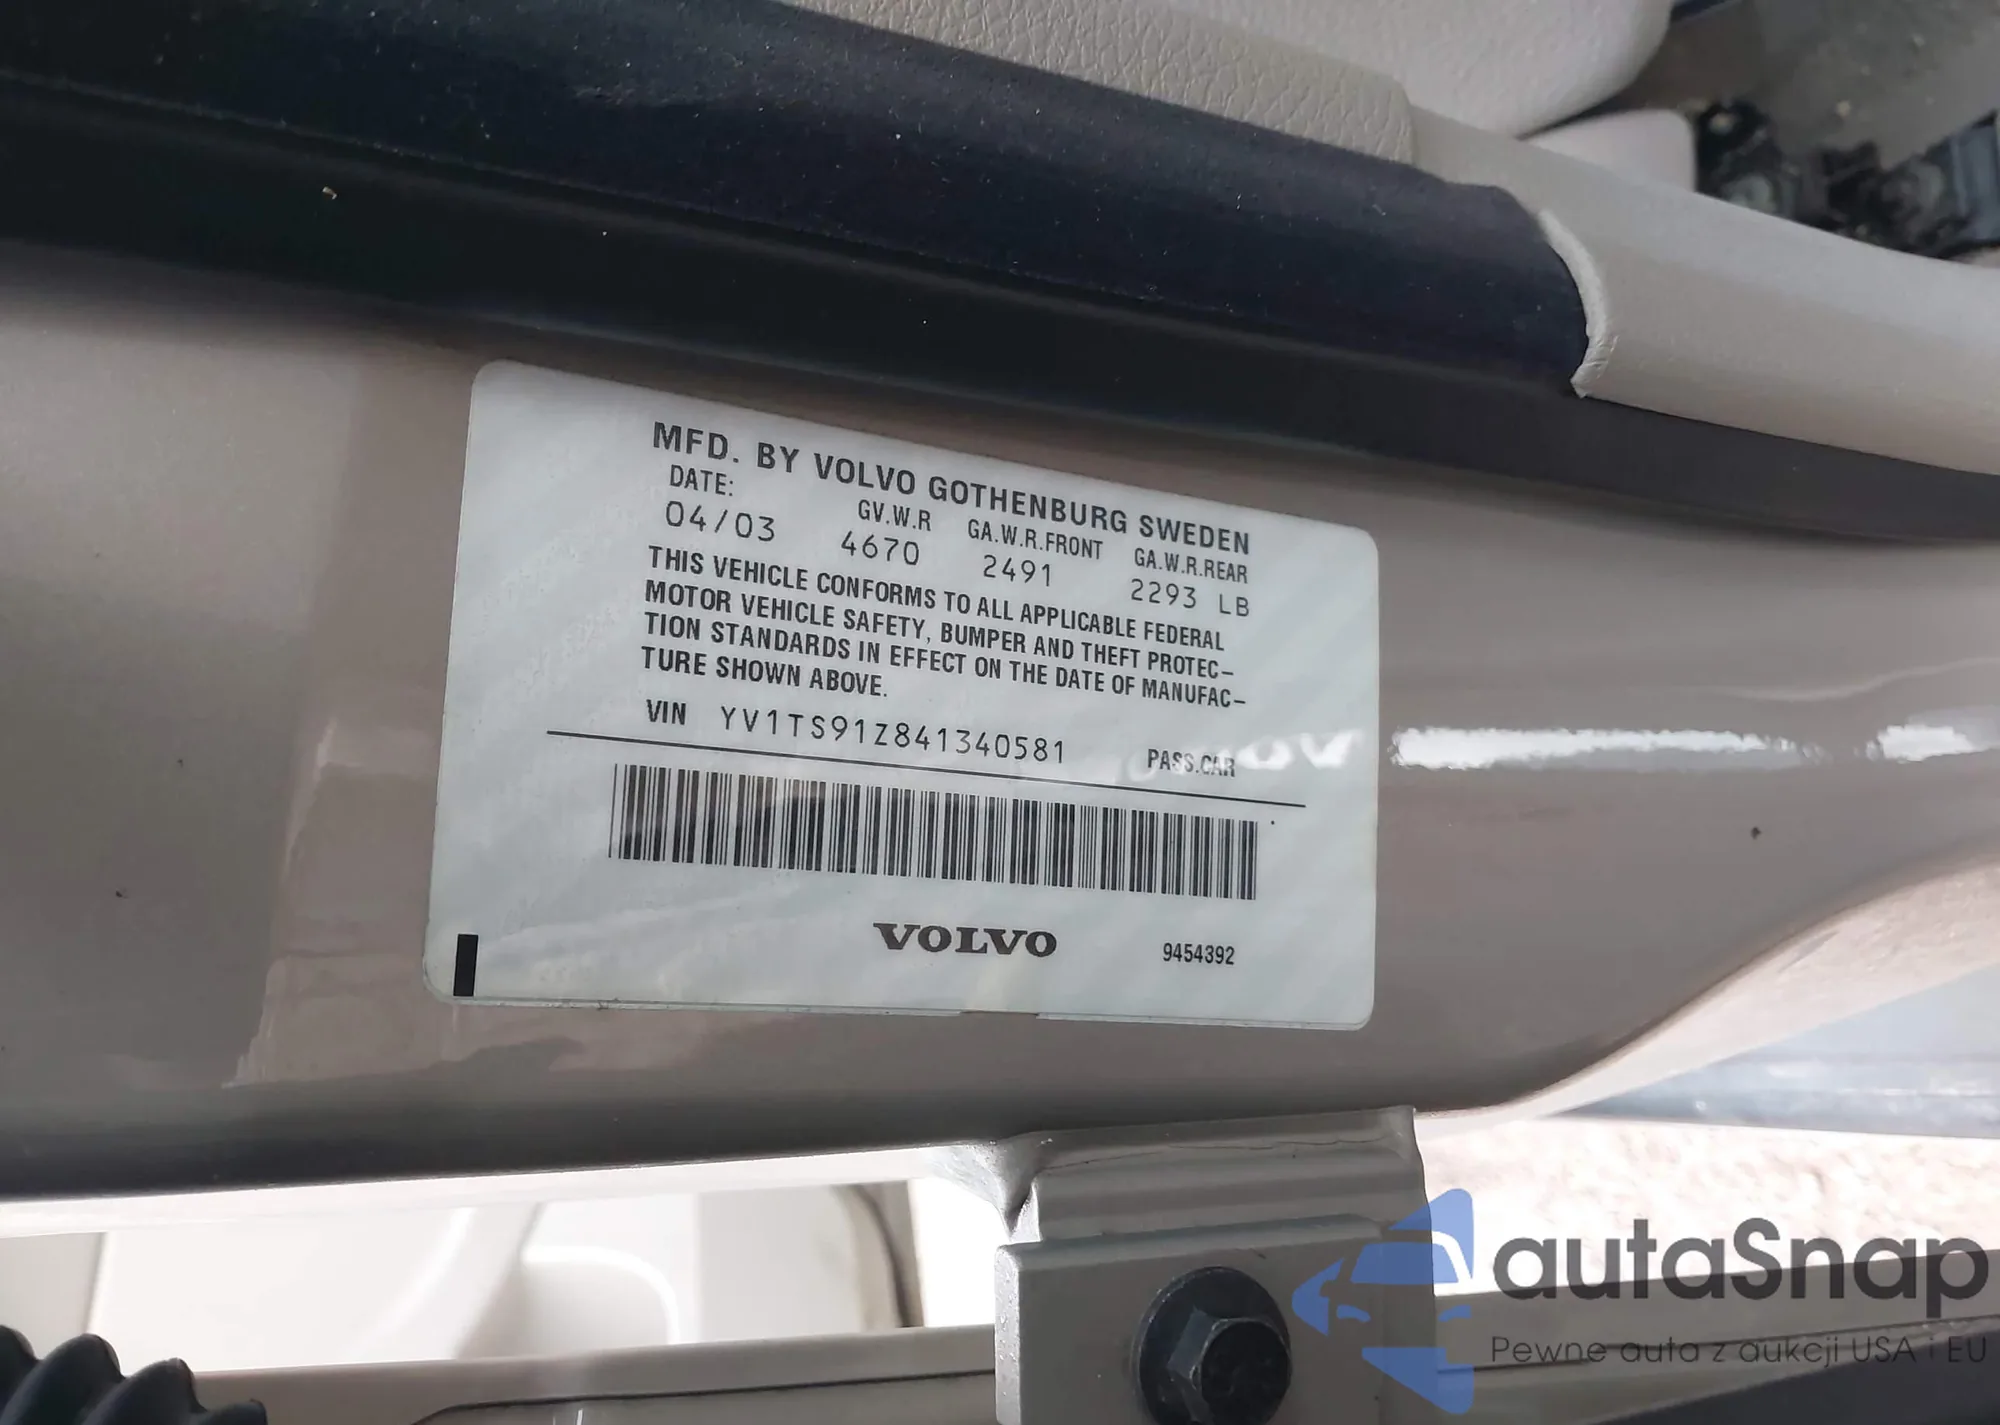 MFD. BY VOLVO GOTHENBURG SWEDEN
DATE: GV.W.R GA.W.R.FRONT GA.W.R.REAR
04/03 4670 2491 2293 LB
THIS VEHICLE CONFORMS TO ALL APPLICABLE FEDERAL
MOTOR VEHICLE SAFETY, BUMPER AND THEFT PROTEC–
TION STANDARDS IN EFFECT ON THE DATE OF MANUFAC–
TURE SHOWN ABOVE.
VIN YV1TS91Z841340581 PASS.CAR
VOLVO 9454392
autaSnap
Pewne auta z aukcji USA i EU